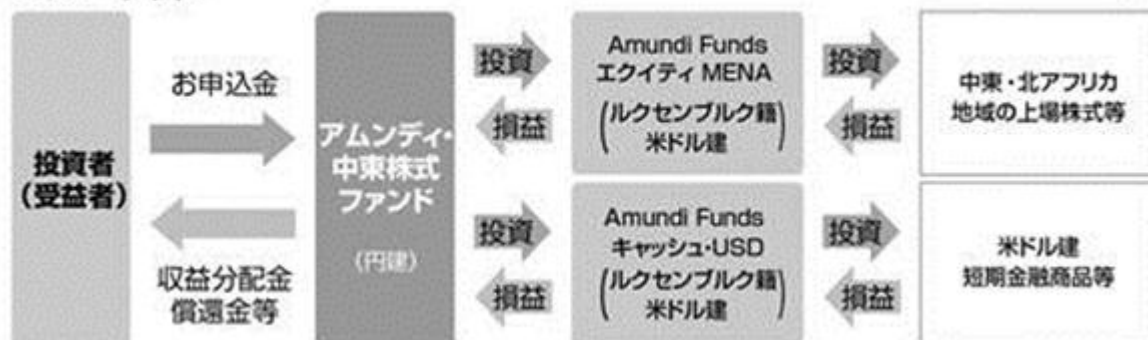 投資者
(受益者)
お申込金
収益分配金
償還金等
アムンディ・
中東株式
ファンド
(円建)
投資
損益
Amundi Funds
エクイティ MENA
(ルクセンブルク籍
米ドル建)
投資
損益
中東・北アフリカ
地域の上場株式等
投資
損益
Amundi Funds
キャッシュ・USD
(ルクセンブルク籍
米ドル建)
投資
損益
米ドル建
短期金融商品等